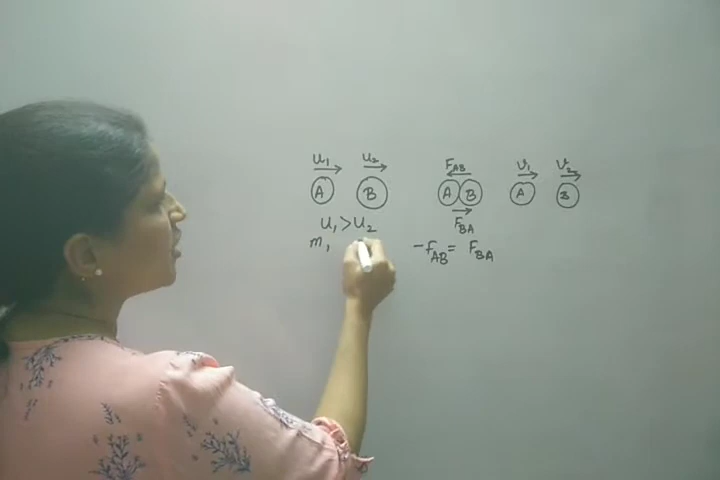 u₁ u₂ F_AB v₁ v₂
A B A B A B
u₁ > u₂ F_BA
m₁ -F_AB = F_BA